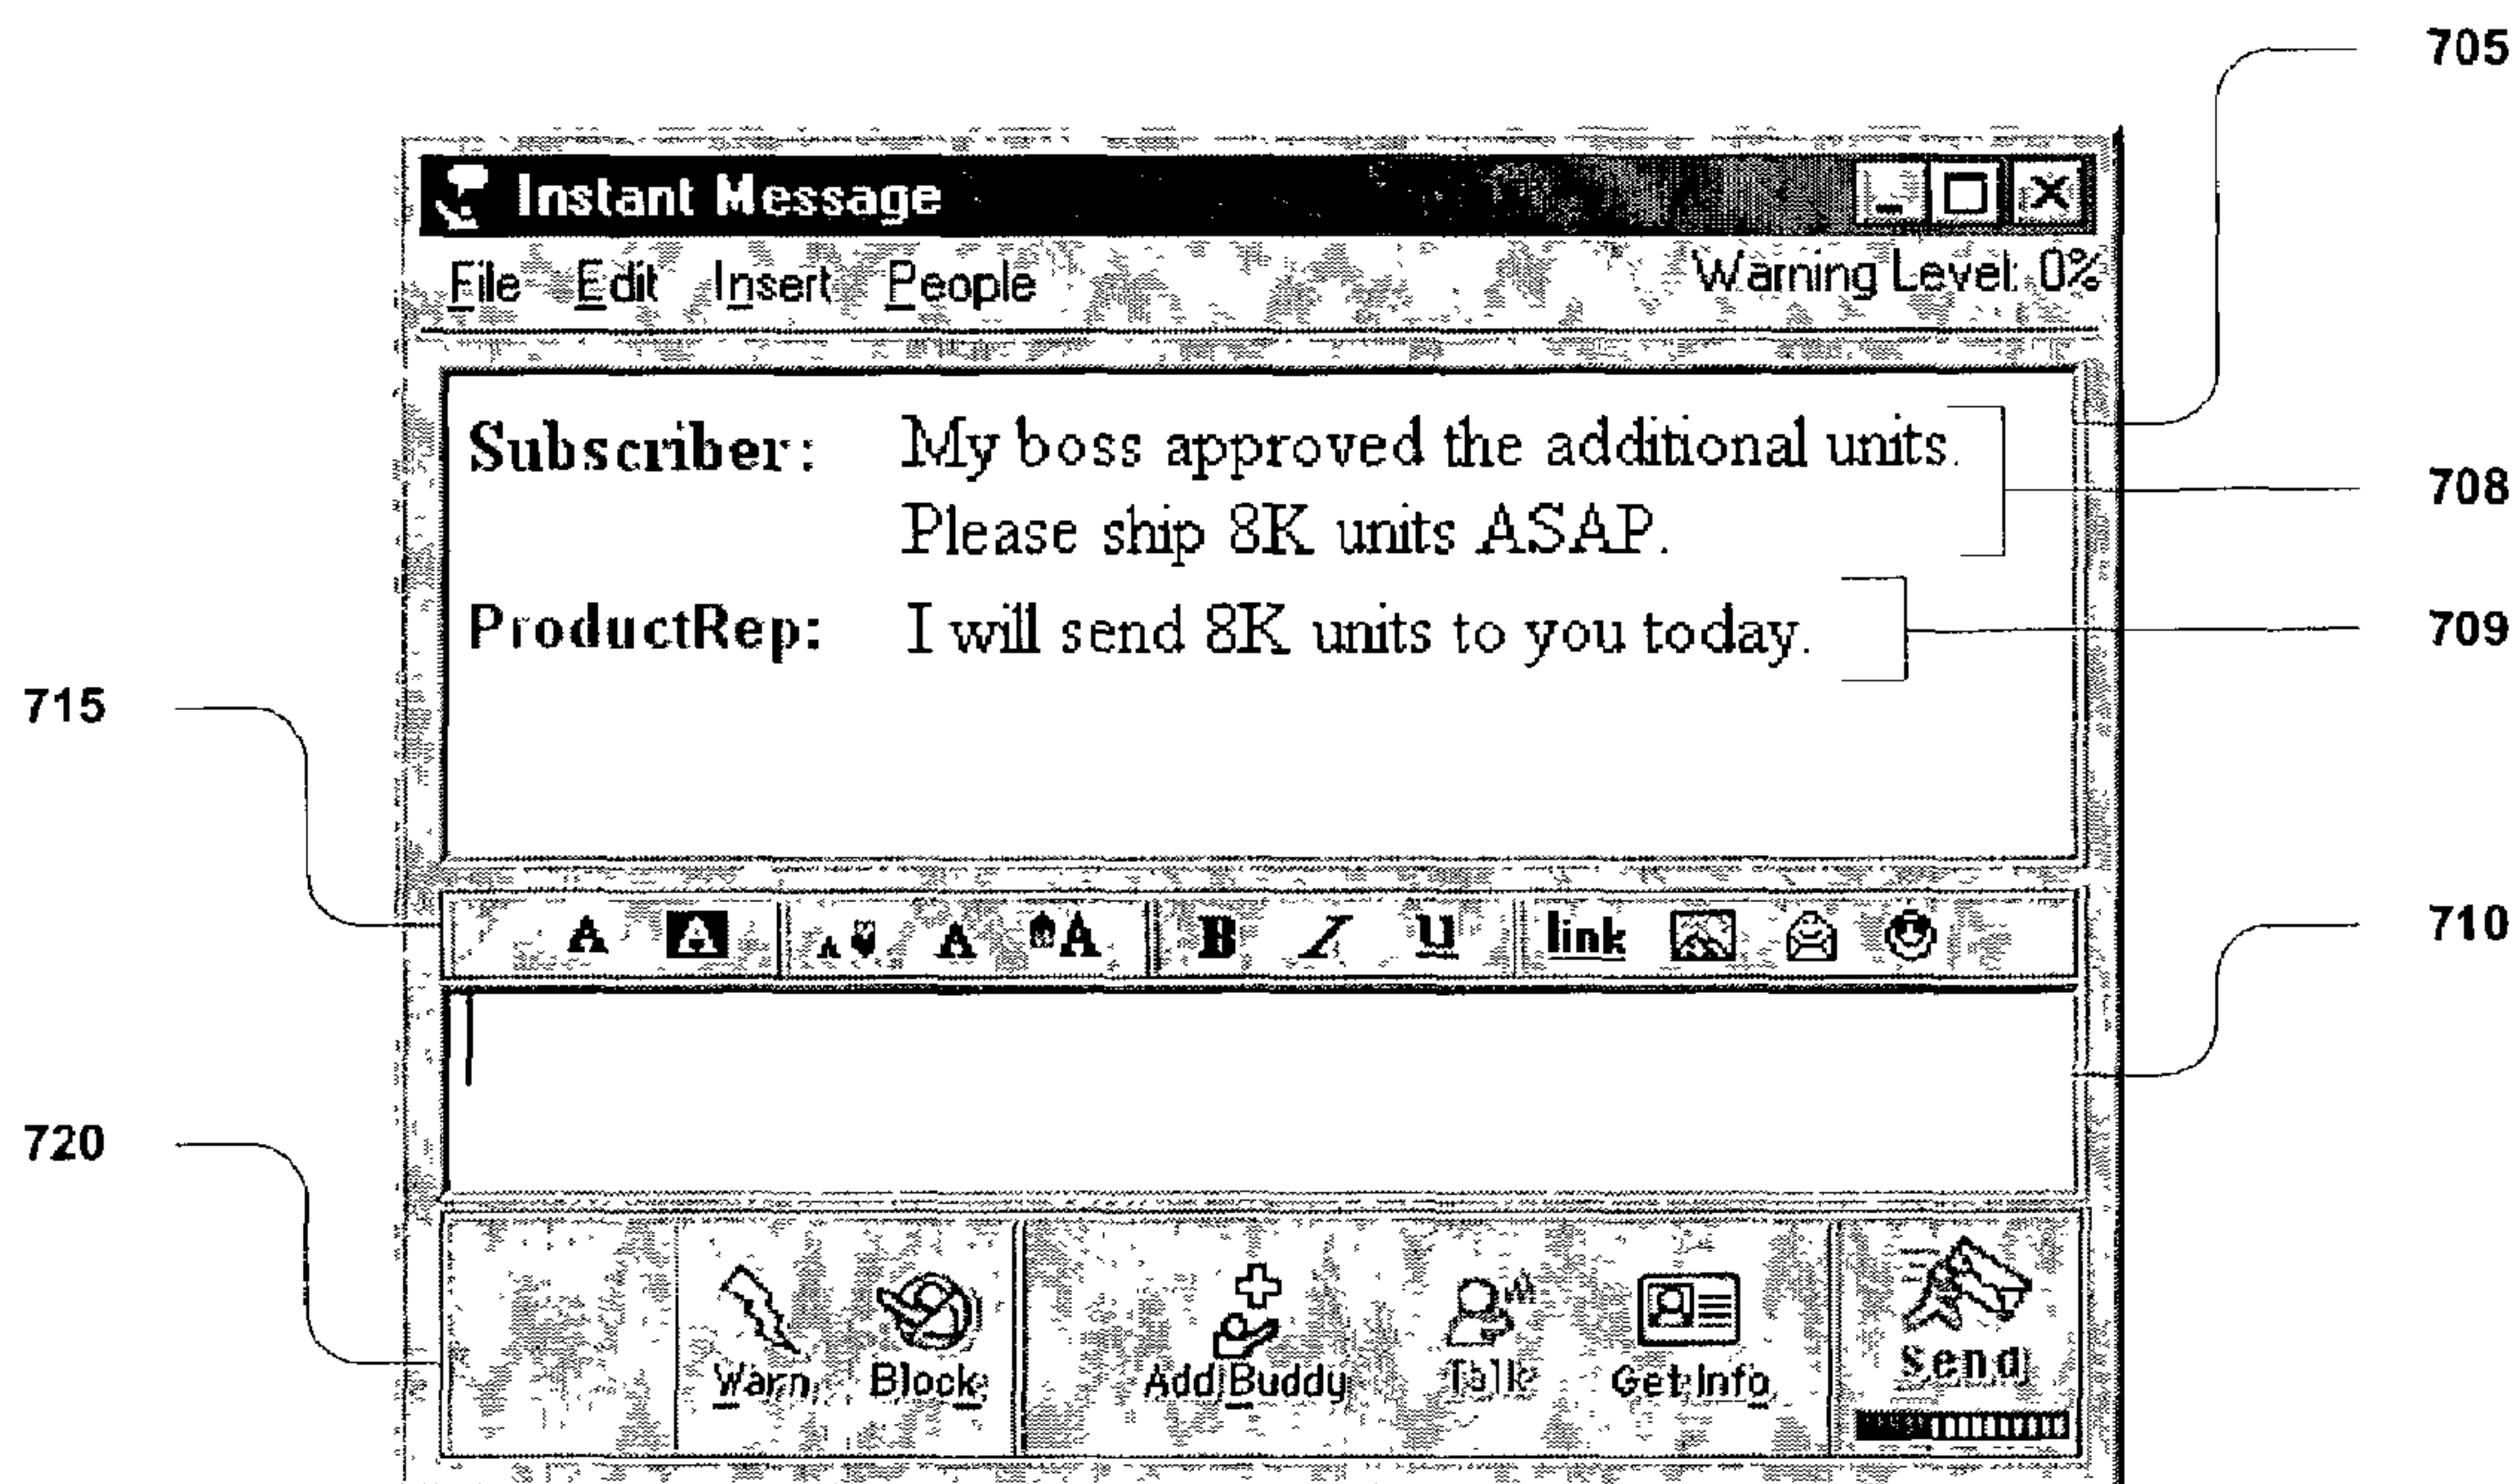 705
Instant Message
File Edit Insert People Warning Level: 0%
Subscriber: My boss approved the additional units.
Please ship 8K units ASAP.
708
ProductRep: I will send 8K units to you today.
709
715
A A A A A B I U link
710
720
Warn Block Add Buddy Talk Get Info Send